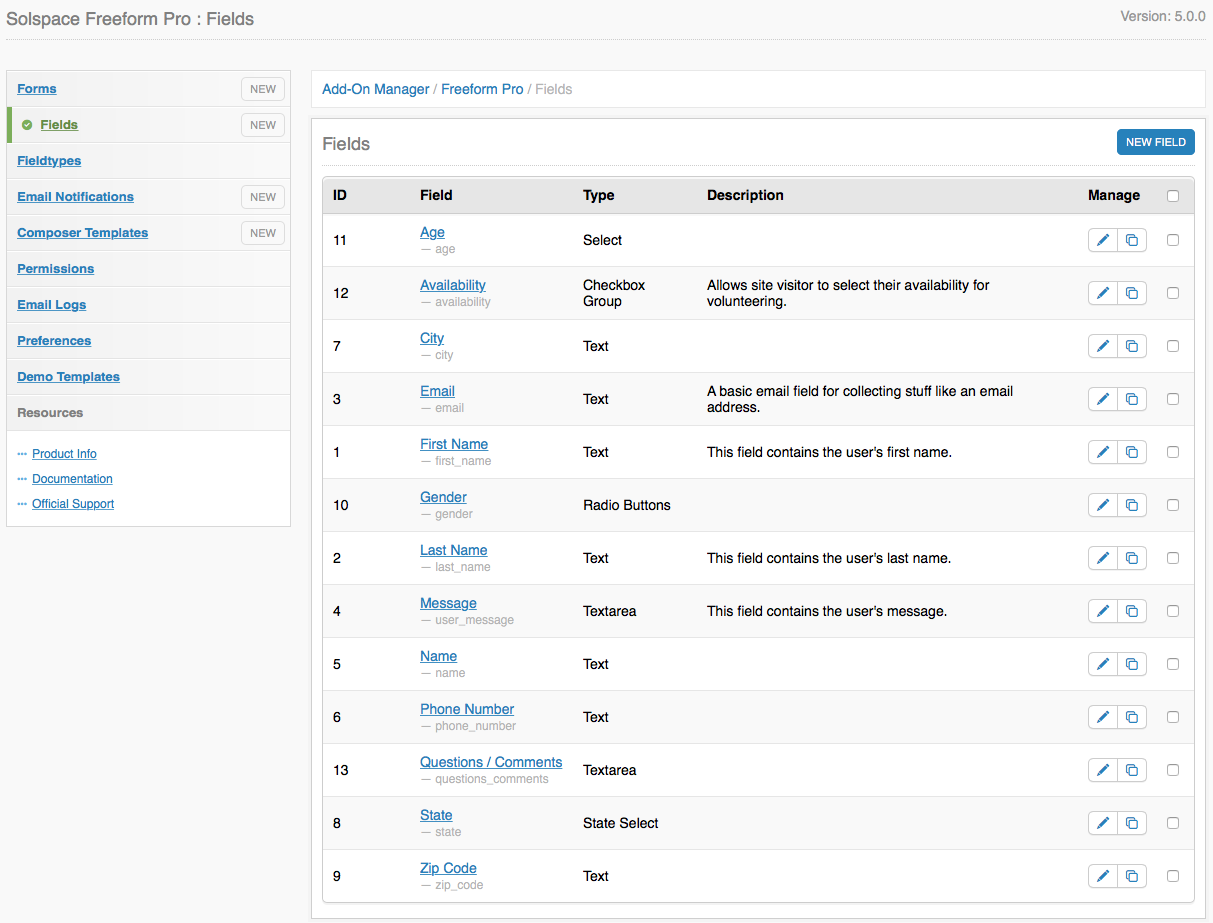 Solspace Freeform Pro : Fields
Version: 5.0.0
Forms NEW
Fields NEW
Fieldtypes
Email Notifications NEW
Composer Templates NEW
Permissions
Email Logs
Preferences
Demo Templates
Resources
Product Info
Documentation
Official Support
Add-On Manager / Freeform Pro / Fields
Fields
NEW FIELD
ID Field Type Description Manage
11 Age Select
— age
12 Availability Checkbox Group Allows site visitor to select their availability for
— availability volunteering.
7 City Text
— city
3 Email Text A basic email field for collecting stuff like an email
— email address.
1 First Name Text This field contains the user's first name.
— first_name
10 Gender Radio Buttons
— gender
2 Last Name Text This field contains the user's last name.
— last_name
4 Message Textarea This field contains the user's message.
— user_message
5 Name Text
— name
6 Phone Number Text
— phone_number
13 Questions / Comments Textarea
— questions_comments
8 State State Select
— state
9 Zip Code Text
— zip_code